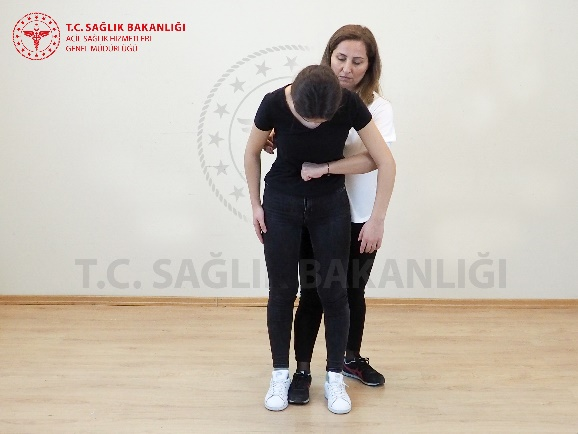 T.C. SAĞLIK BAKANLIĞI
ACİL SAĞLIK HİZMETLERİ
GENEL MÜDÜRLÜĞÜ
T.C. SAĞLIK BAKANLIĞI